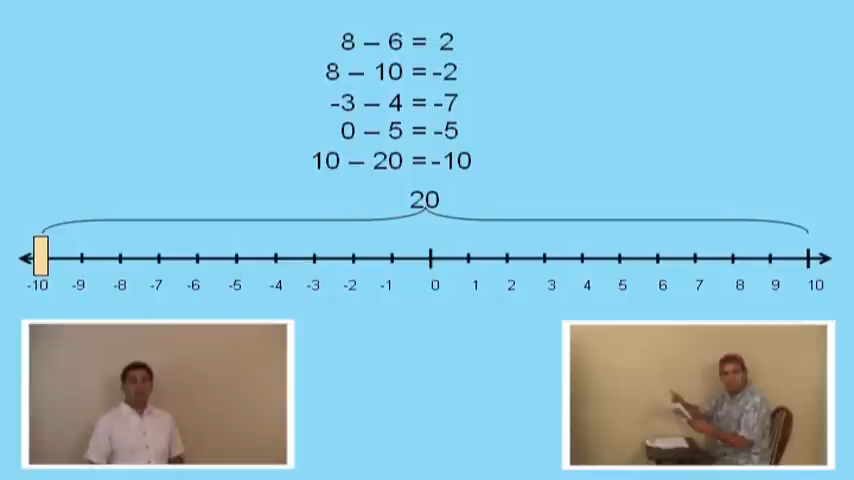 8 – 6 = 2
8 – 10 = -2
-3 – 4 = -7
0 – 5 = -5
10 – 20 = -10
20
-10 -9 -8 -7 -6 -5 -4 -3 -2 -1 0 1 2 3 4 5 6 7 8 9 10